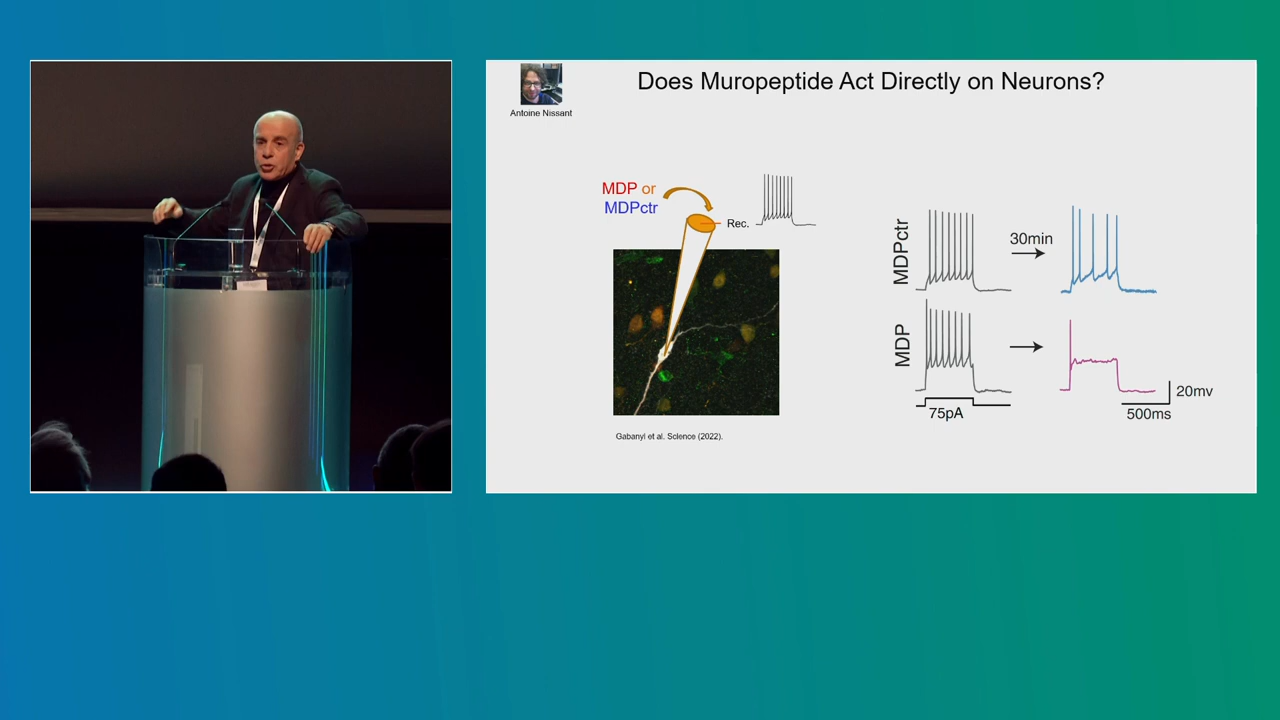 Does Muropeptide Act Directly on Neurons?
Antoine Nissant
MDP or
MDPctr
Rec.
MDPctr
30min
MDP
75pA
20mv
500ms
Gabanyi et al. Science (2022).